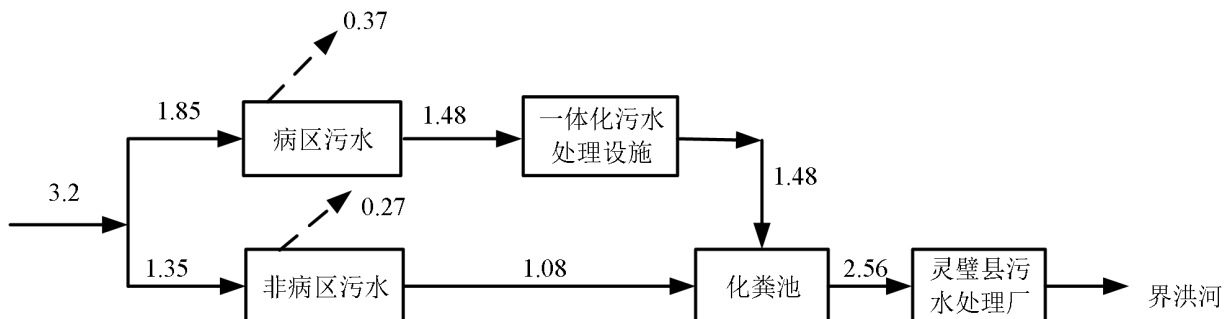 0.37
1.85
病区污水
1.48
一体化污水
处理设施
3.2
0.27
1.48
1.35
非病区污水
1.08
化粪池
2.56
灵璧县污
水处理厂
界洪河